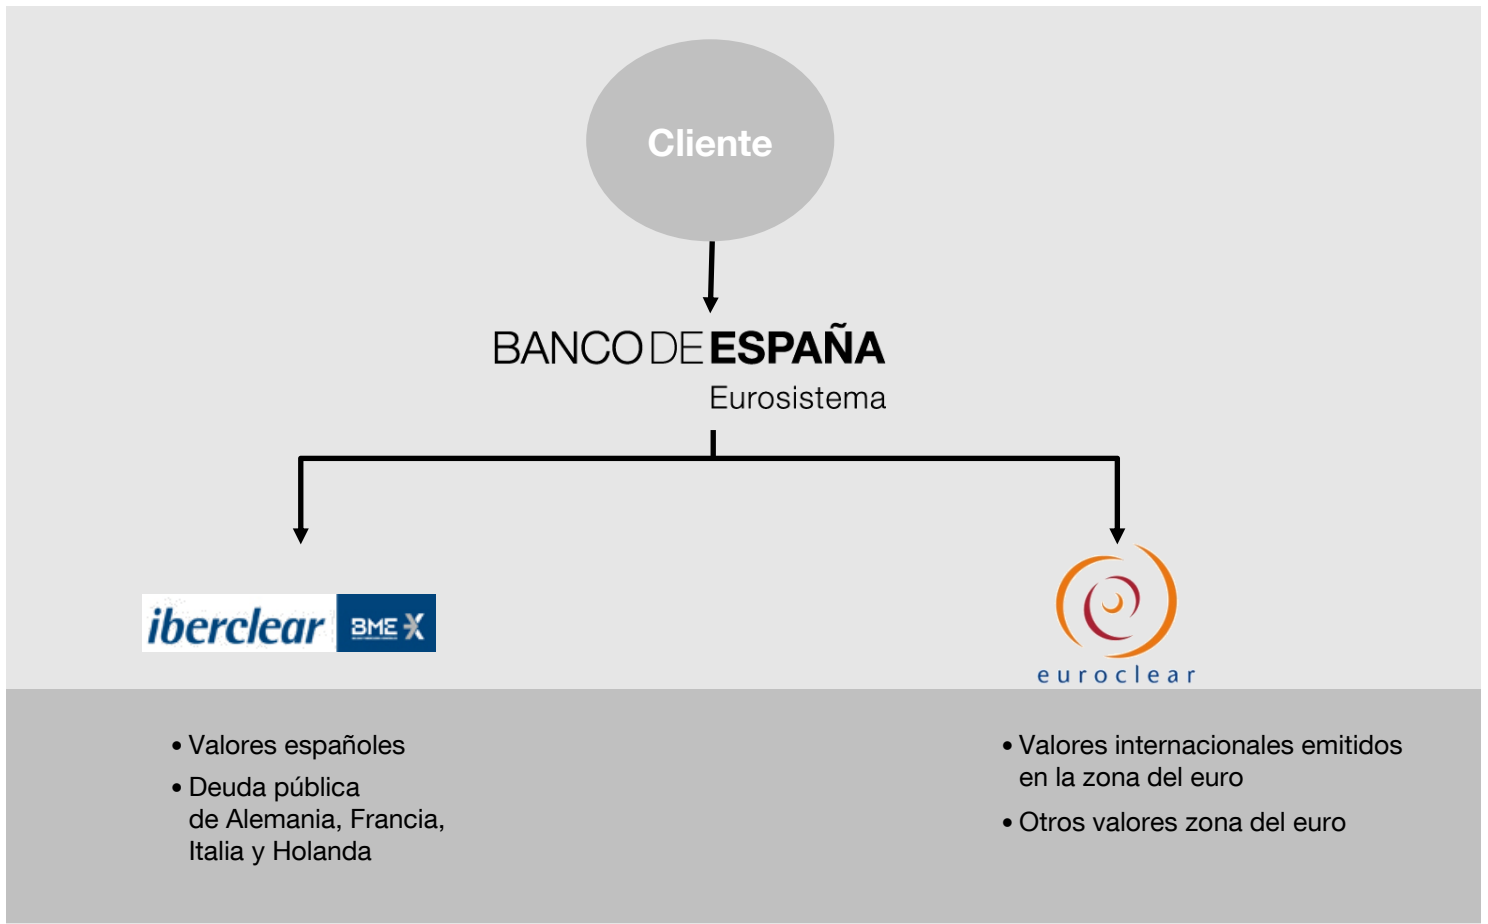 Cliente
BANCO DE ESPAÑA
Eurosistema
iberclear BME X
euroclear
• Valores españoles
• Deuda pública
de Alemania, Francia,
Italia y Holanda
• Valores internacionales emitidos
en la zona del euro
• Otros valores zona del euro